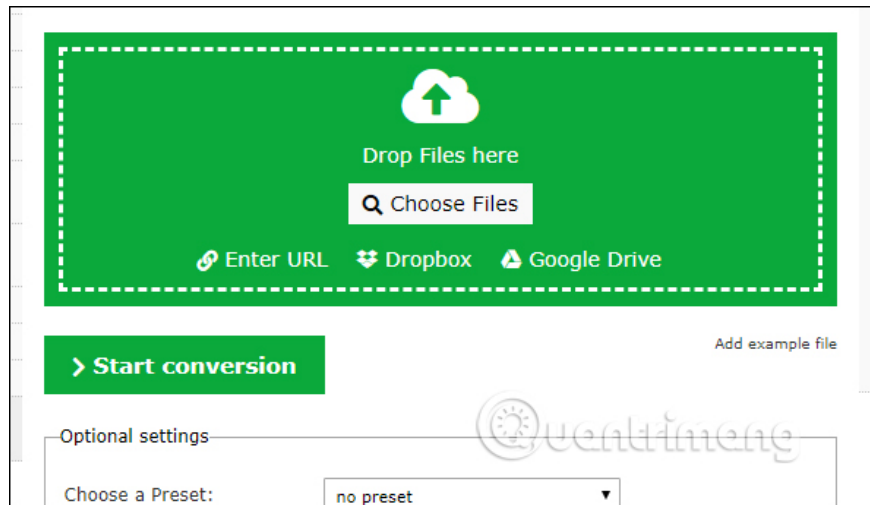 Drop Files here
Choose Files
Enter URL Dropbox Google Drive
Start conversion
Add example file
Optional settings
Quantrimang
Choose a Preset: no preset